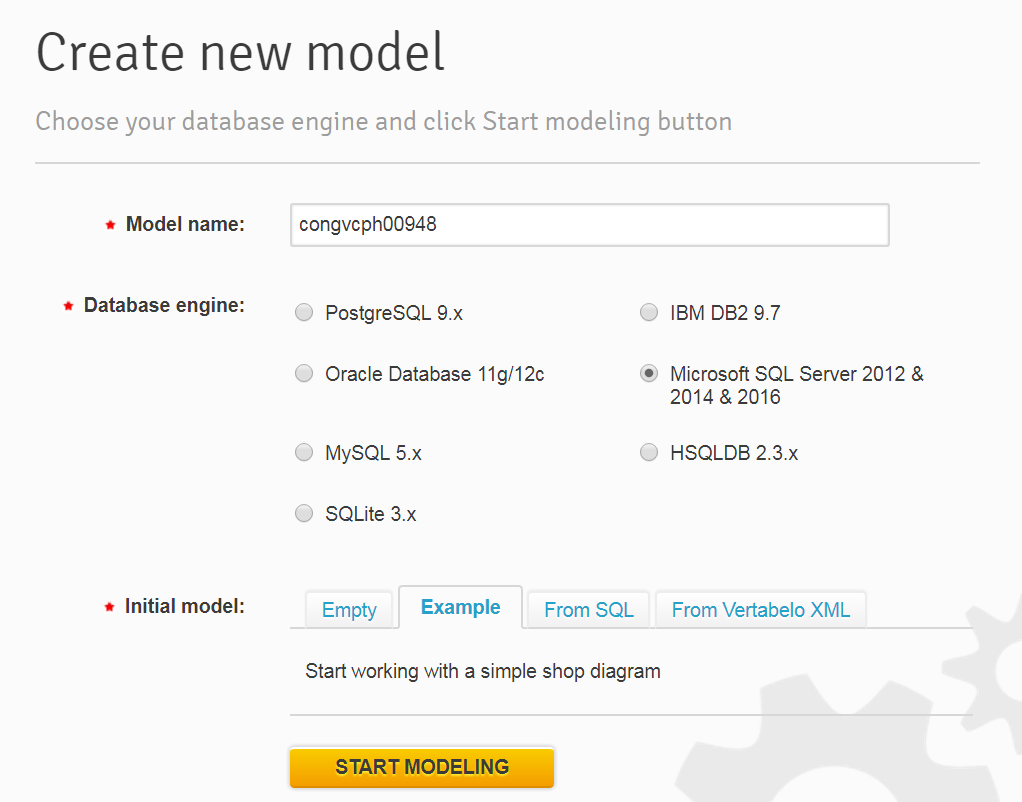 Create new model
Choose your database engine and click Start modeling button
Model name:
congvcph00948
Database engine:
PostgreSQL 9.x
IBM DB2 9.7
Oracle Database 11g/12c
Microsoft SQL Server 2012 &
2014 & 2016
MySQL 5.x
HSQLDB 2.3.x
SQLite 3.x
Initial model:
Empty
Example
From SQL
From Vertabelo XML
Start working with a simple shop diagram
START MODELING